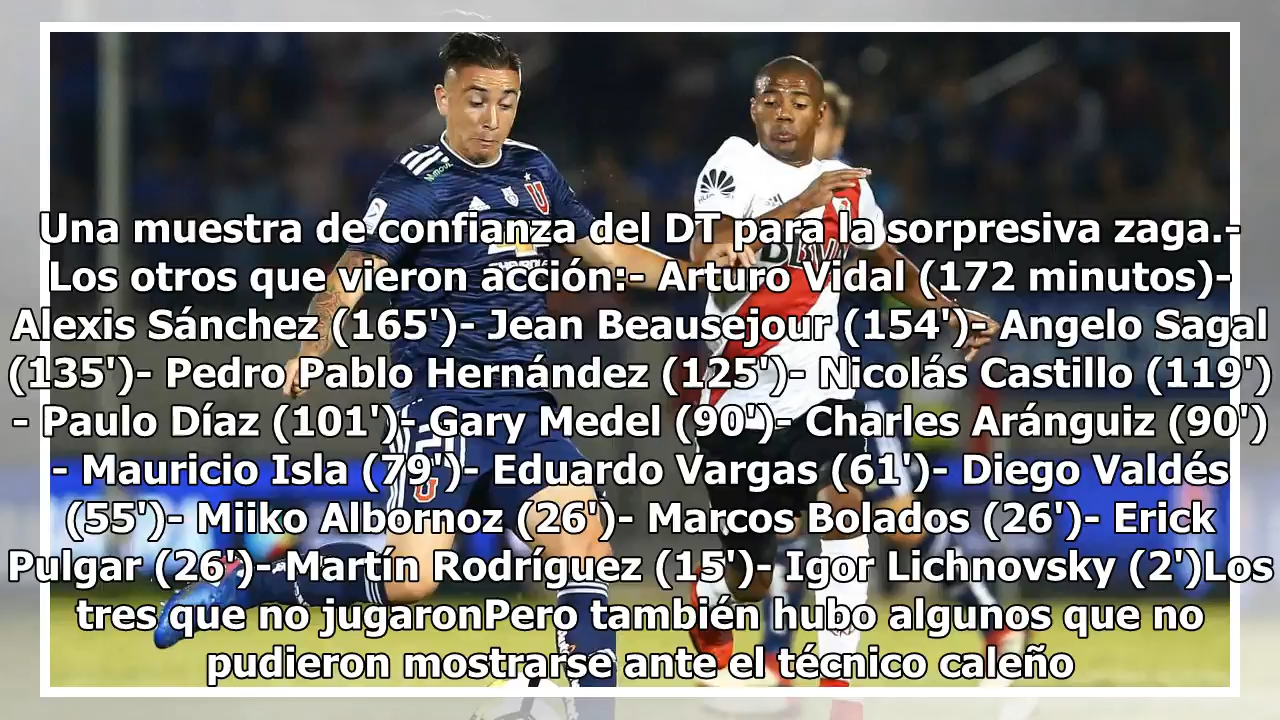 Una muestra de confianza del DT para la sorpresiva zaga.-
Los otros que vieron acción:- Arturo Vidal (172 minutos)-
Alexis Sánchez (165')- Jean Beausejour (154')- Angelo Sagal
(135')- Pedro Pablo Hernández (125')- Nicolás Castillo (119')
- Paulo Díaz (101')- Gary Medel (90')- Charles Aránguiz (90')
- Mauricio Isla (79')- Eduardo Vargas (61')- Diego Valdés
(55')- Miiko Albornoz (26')- Marcos Bolados (26')- Erick
Pulgar (26')- Martín Rodríguez (15')- Igor Lichnovsky (2')Los
tres que no jugaronPero también hubo algunos que no
pudieron mostrarse ante el técnico caleño